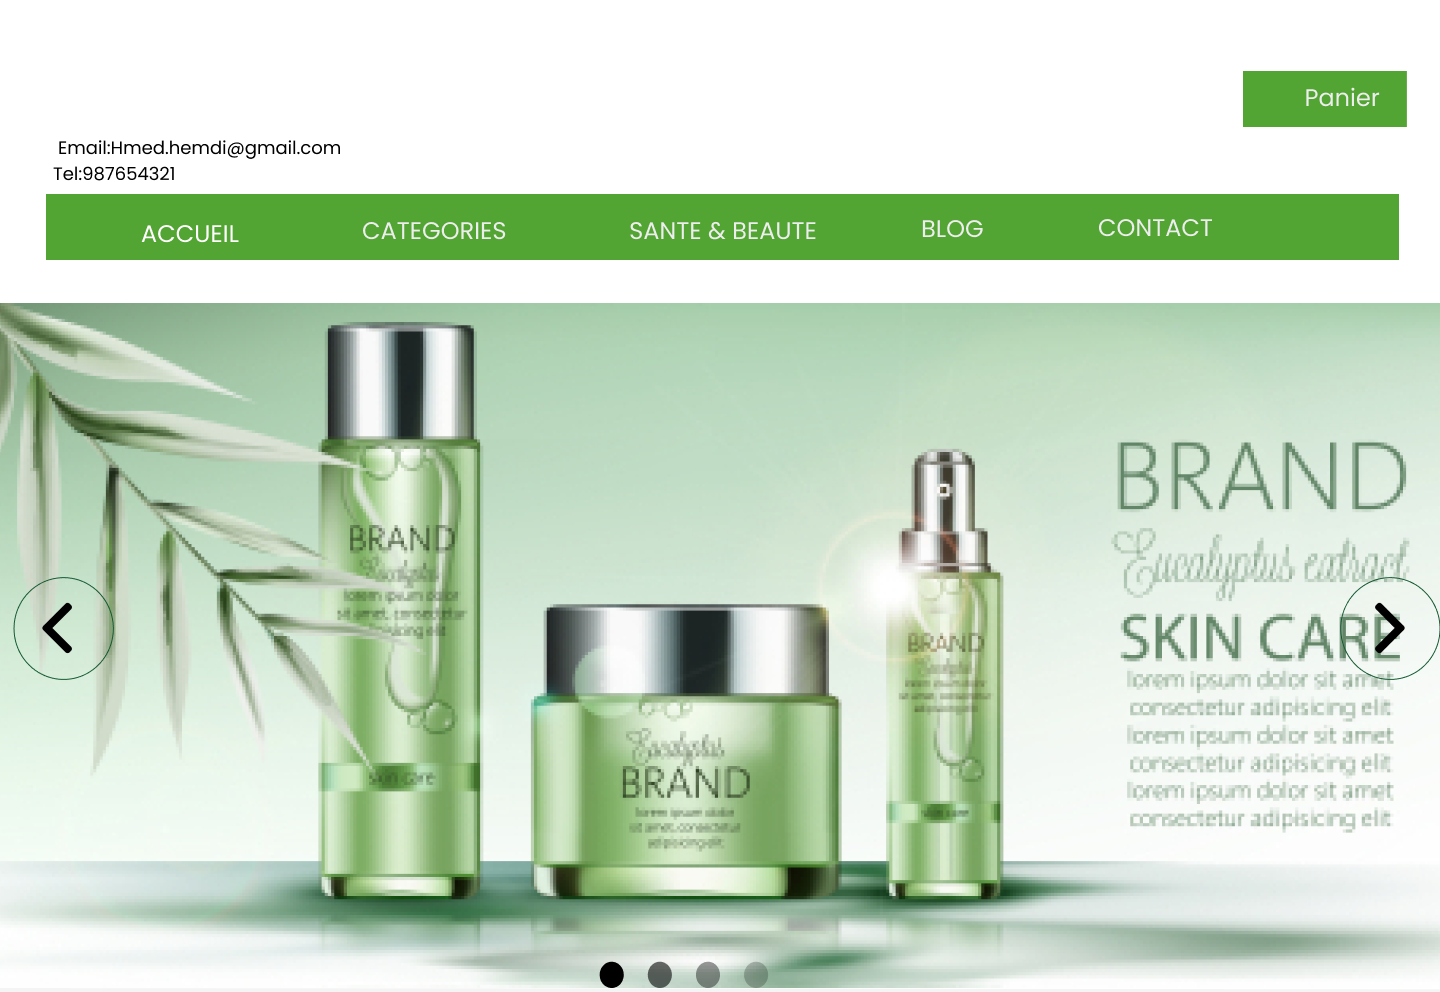 Panier
Email:Hmed.hemdi@gmail.com
Tel:987654321
ACCUEIL CATEGORIES SANTE & BEAUTE BLOG CONTACT
BRAND
Eucalyptus
lorem ipsum dolor
sit amet, consectetur
adipisicing elit
skin care
Eucalyptus
BRAND
lorem ipsum dolor
sit amet, consectetur
adipisicing elit
BRAND
Eucalyptus
lorem ipsum dolor
sit amet, consectetur
adipisicing elit
skin care
BRAND
Eucalyptus extract
SKIN CARE
lorem ipsum dolor sit amet
consectetur adipisicing elit
lorem ipsum dolor sit amet
consectetur adipisicing elit
lorem ipsum dolor sit amet
consectetur adipisicing elit